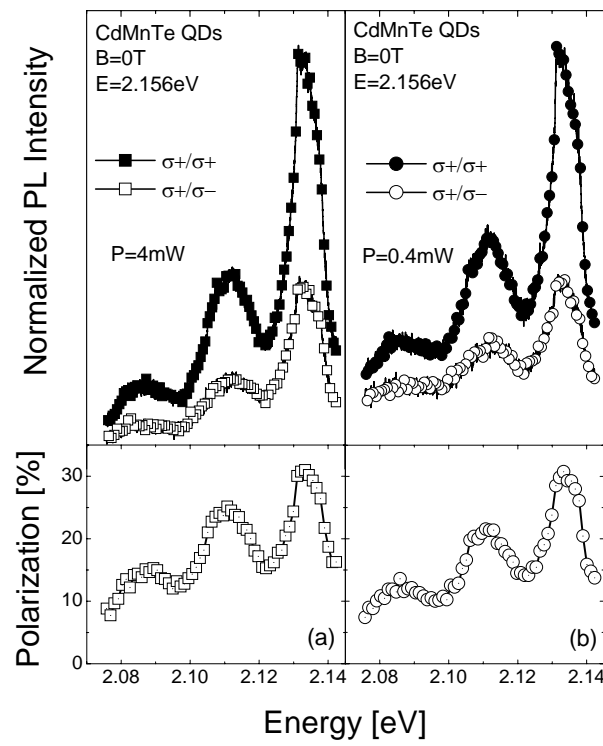 CdMnTe QDs
B=0T
E=2.156eV
σ+/σ+
σ+/σ−
P=4mW
CdMnTe QDs
B=0T
E=2.156eV
σ+/σ+
σ+/σ−
P=0.4mW
Normalized PL Intensity
Polarization [%]
30
20
10
0
(a)
(b)
2.08
2.10
2.12
2.14
2.08
2.10
2.12
2.14
Energy [eV]